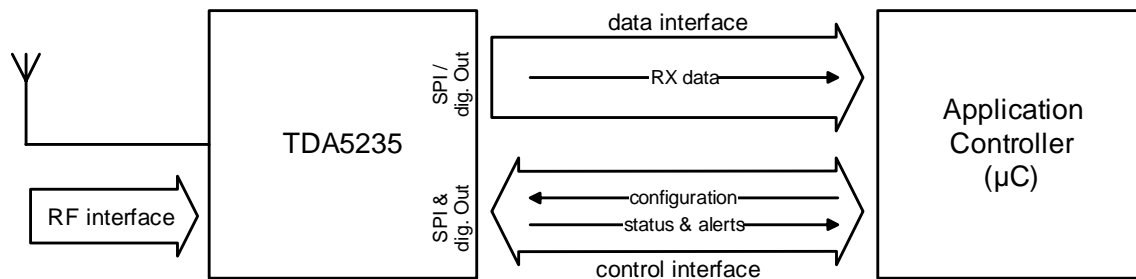 data interface
SPI /
dig. Out
RX data
TDA5235
Application
Controller
(µC)
RF interface
SPI &
dig. Out
configuration
status & alerts
control interface